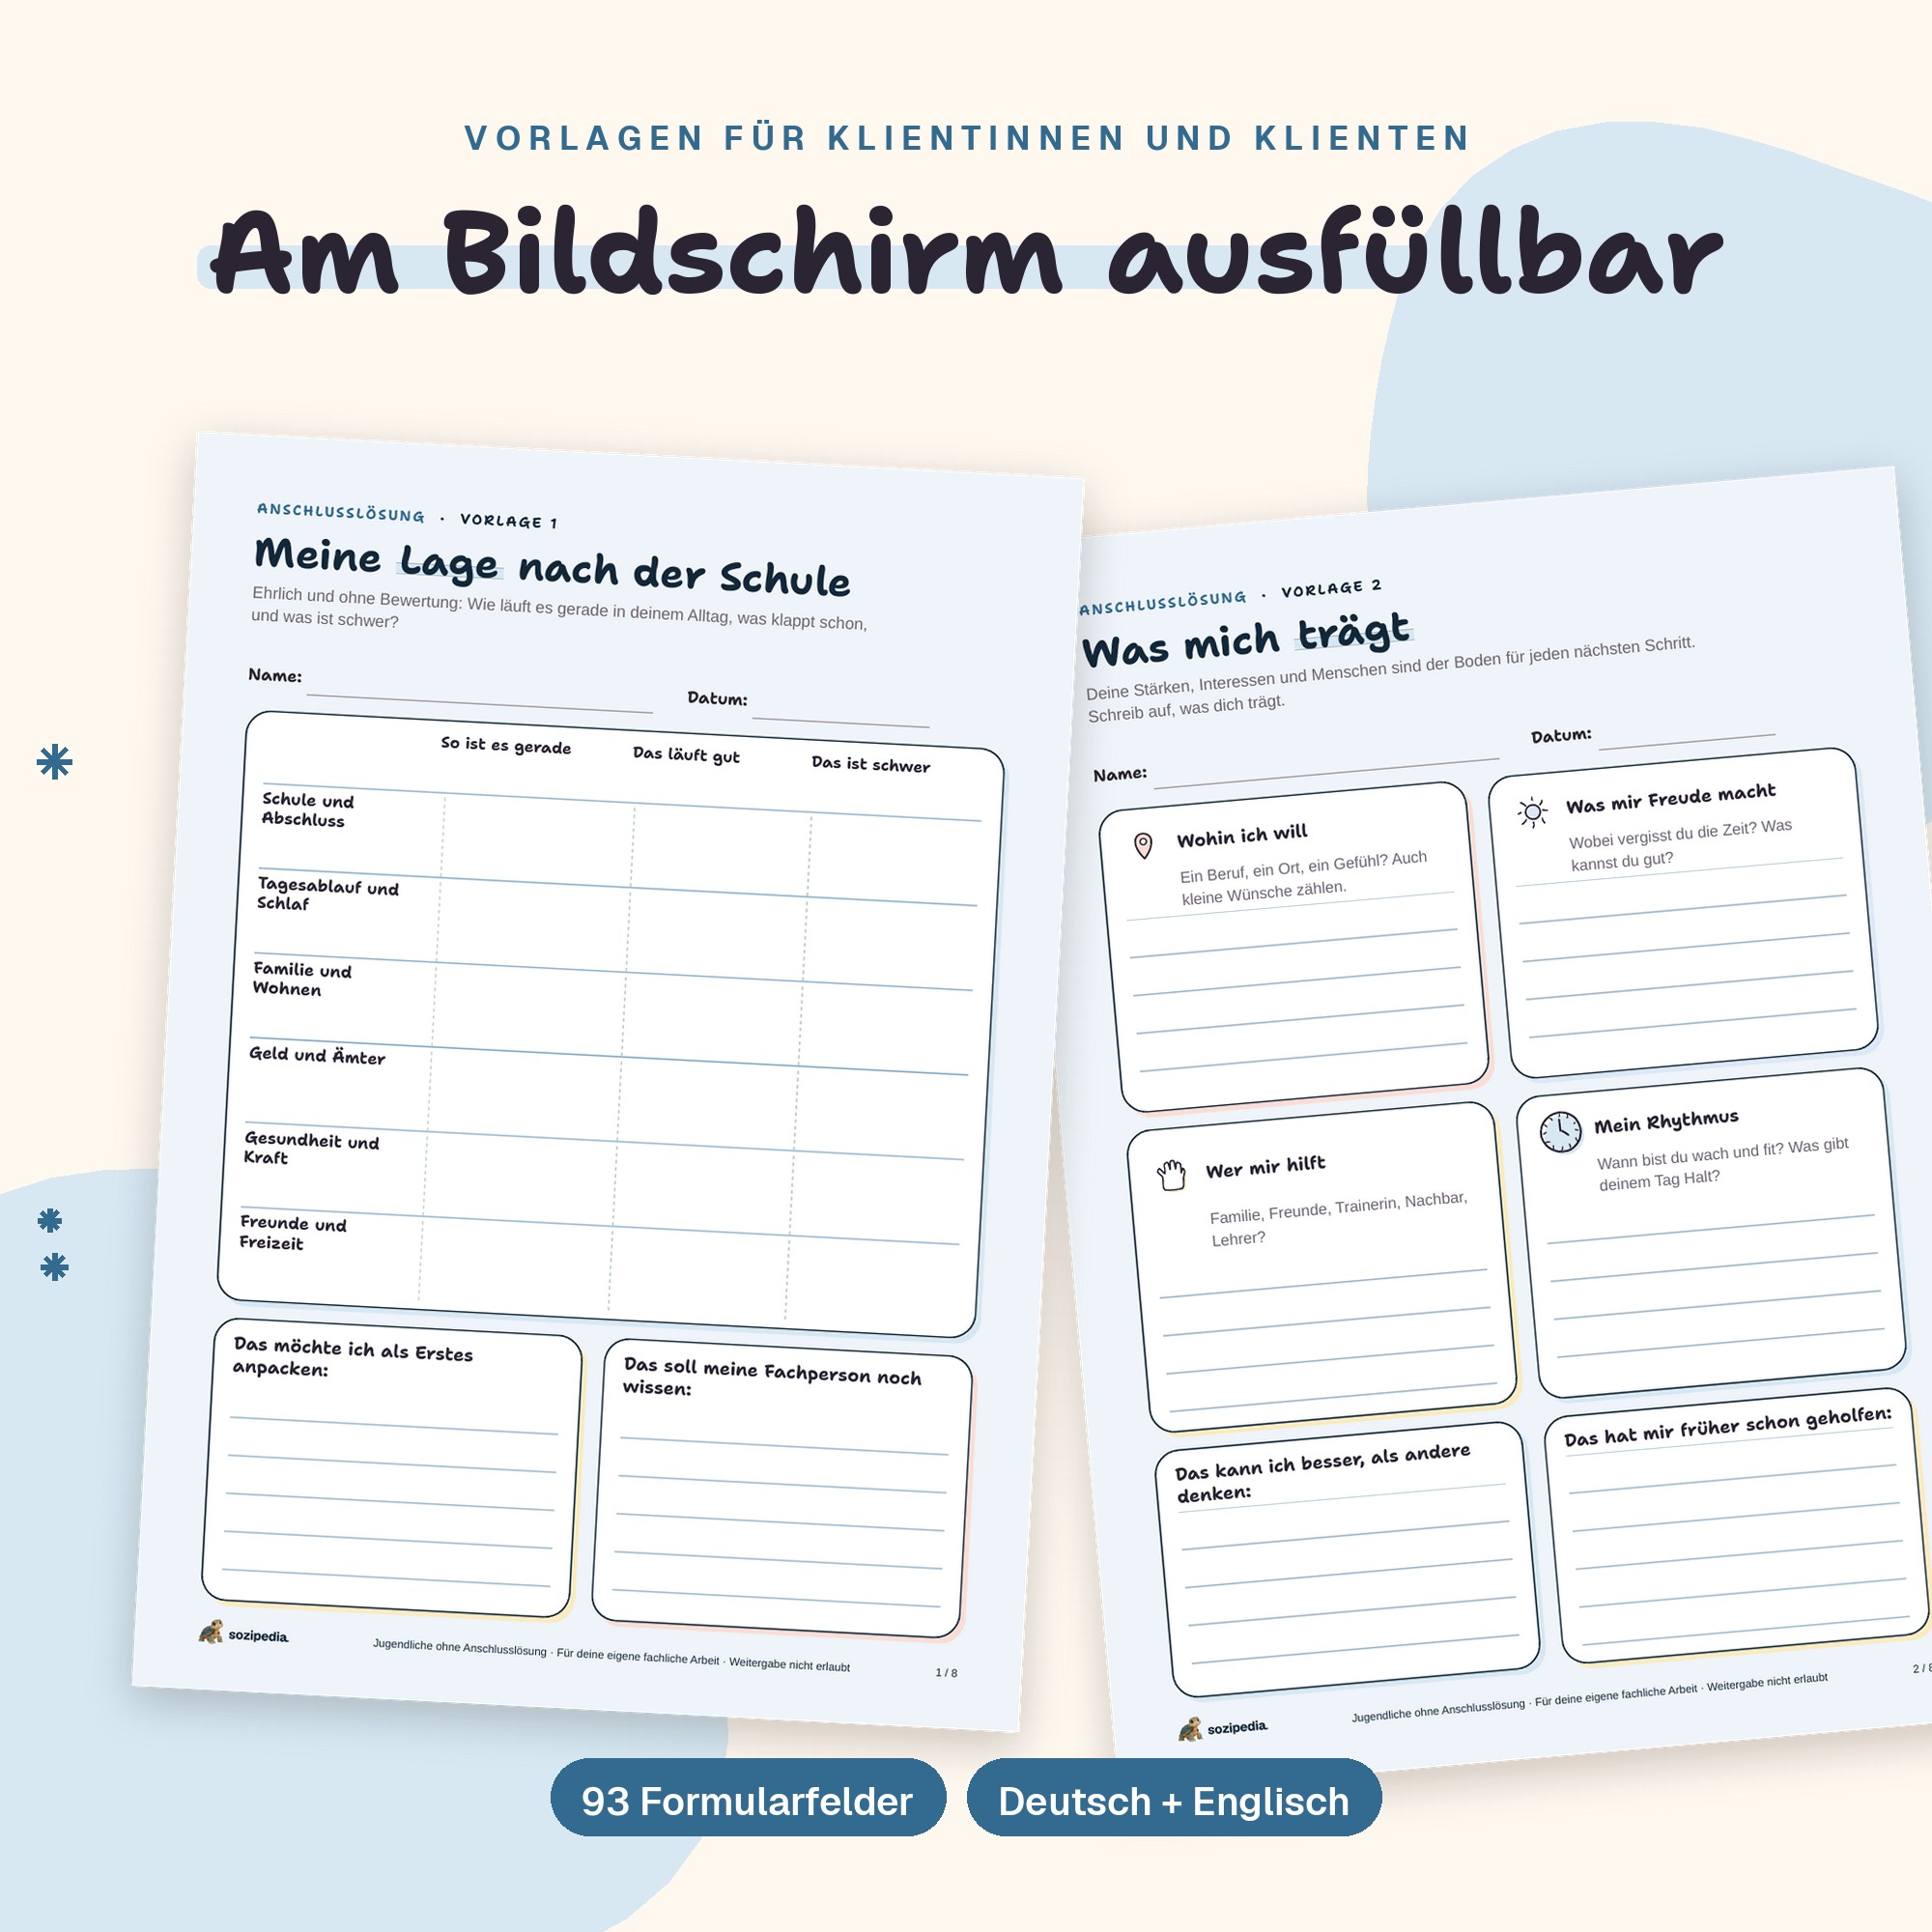 VORLAGEN FÜR KLIENTINNEN UND KLIENTEN
Am Bildschirm ausfüllbar
ANSCHLUSSLÖSUNG · VORLAGE 1
Meine Lage nach der Schule
Ehrlich und ohne Bewertung: Wie läuft es gerade in deinem Alltag, was klappt schon,
und was ist schwer?
Name:
Datum:
So ist es gerade
Das läuft gut
Das ist schwer
Schule und
Abschluss
Tagesablauf und
Schlaf
Familie und
Wohnen
Geld und Ämter
Gesundheit und
Kraft
Freunde und
Freizeit
Das möchte ich als Erstes
anpacken:
Das soll meine Fachperson noch
wissen:
sozipedia
Jugendliche ohne Anschlusslösung · Für deine eigene fachliche Arbeit · Weitergabe nicht erlaubt
1 / 8
ANSCHLUSSLÖSUNG · VORLAGE 2
Was mich trägt
Deine Stärken, Interessen und Menschen sind der Boden für jeden nächsten Schritt.
Schreib auf, was dich trägt.
Name:
Datum:
Wohin ich will
Ein Beruf, ein Ort, ein Gefühl? Auch
kleine Wünsche zählen.
Was mir Freude macht
Wobei vergisst du die Zeit? Was
kannst du gut?
Wer mir hilft
Familie, Freunde, Trainerin, Nachbar,
Lehrer?
Mein Rhythmus
Wann bist du wach und fit? Was gibt
deinem Tag Halt?
Das kann ich besser, als andere
denken:
Das hat mir früher schon geholfen:
sozipedia
Jugendliche ohne Anschlusslösung · Für deine eigene fachliche Arbeit · Weitergabe nicht erlaubt
2 / 8
93 Formularfelder
Deutsch + Englisch